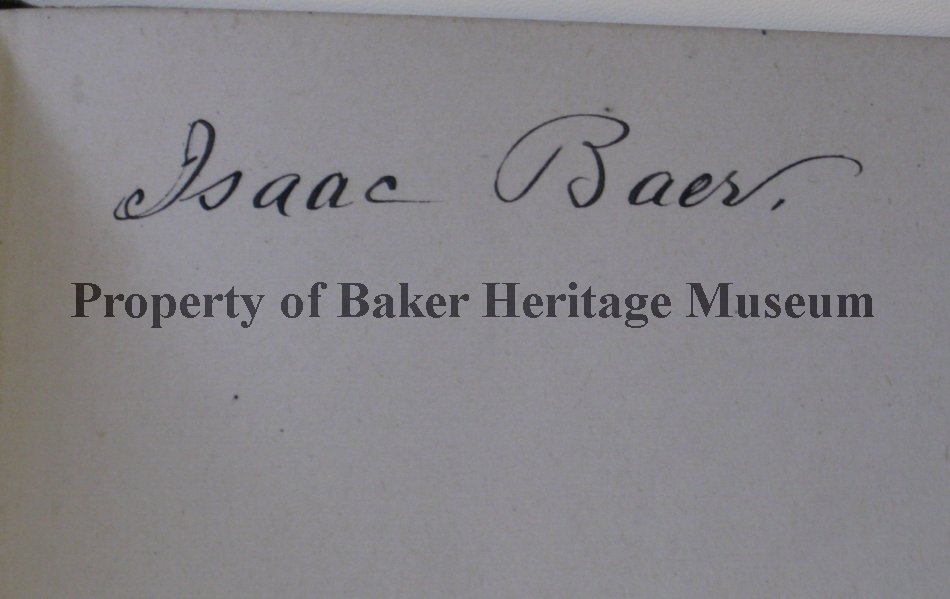 Isaac Baer.
Property of Baker Heritage Museum